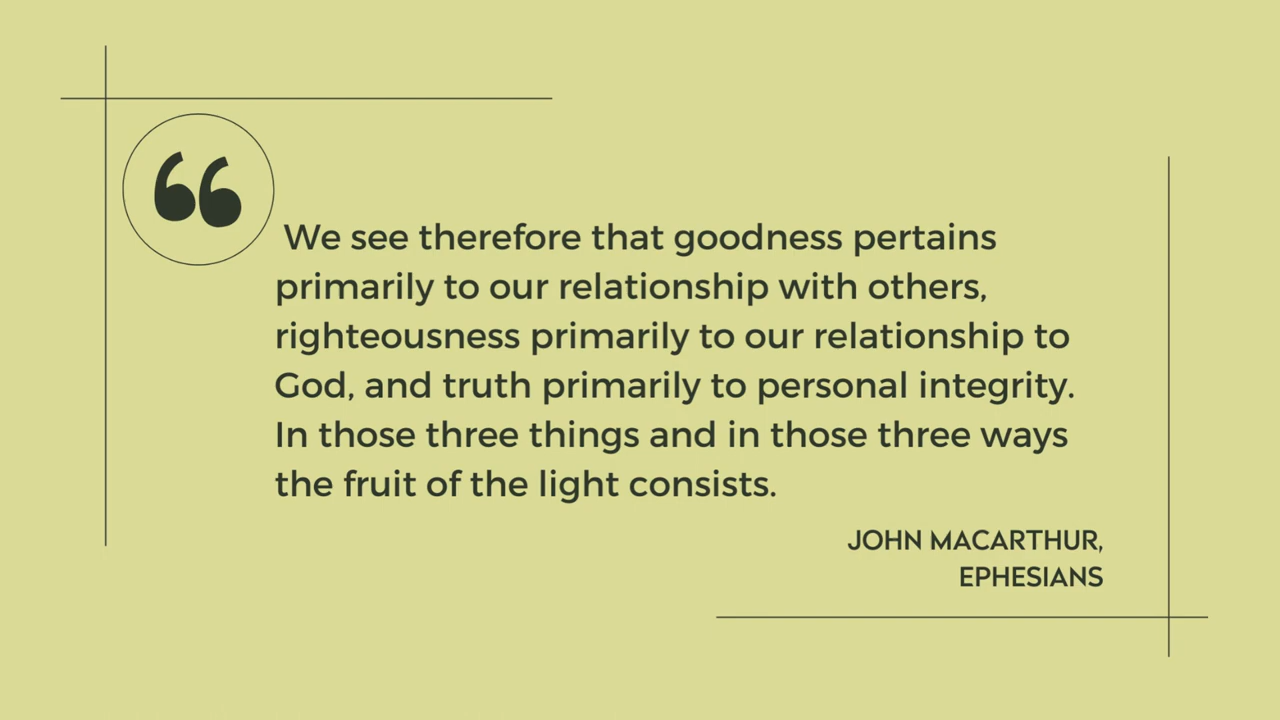 “
We see therefore that goodness pertains
primarily to our relationship with others,
righteousness primarily to our relationship to
God, and truth primarily to personal integrity.
In those three things and in those three ways
the fruit of the light consists.
JOHN MACARTHUR,
EPHESIANS